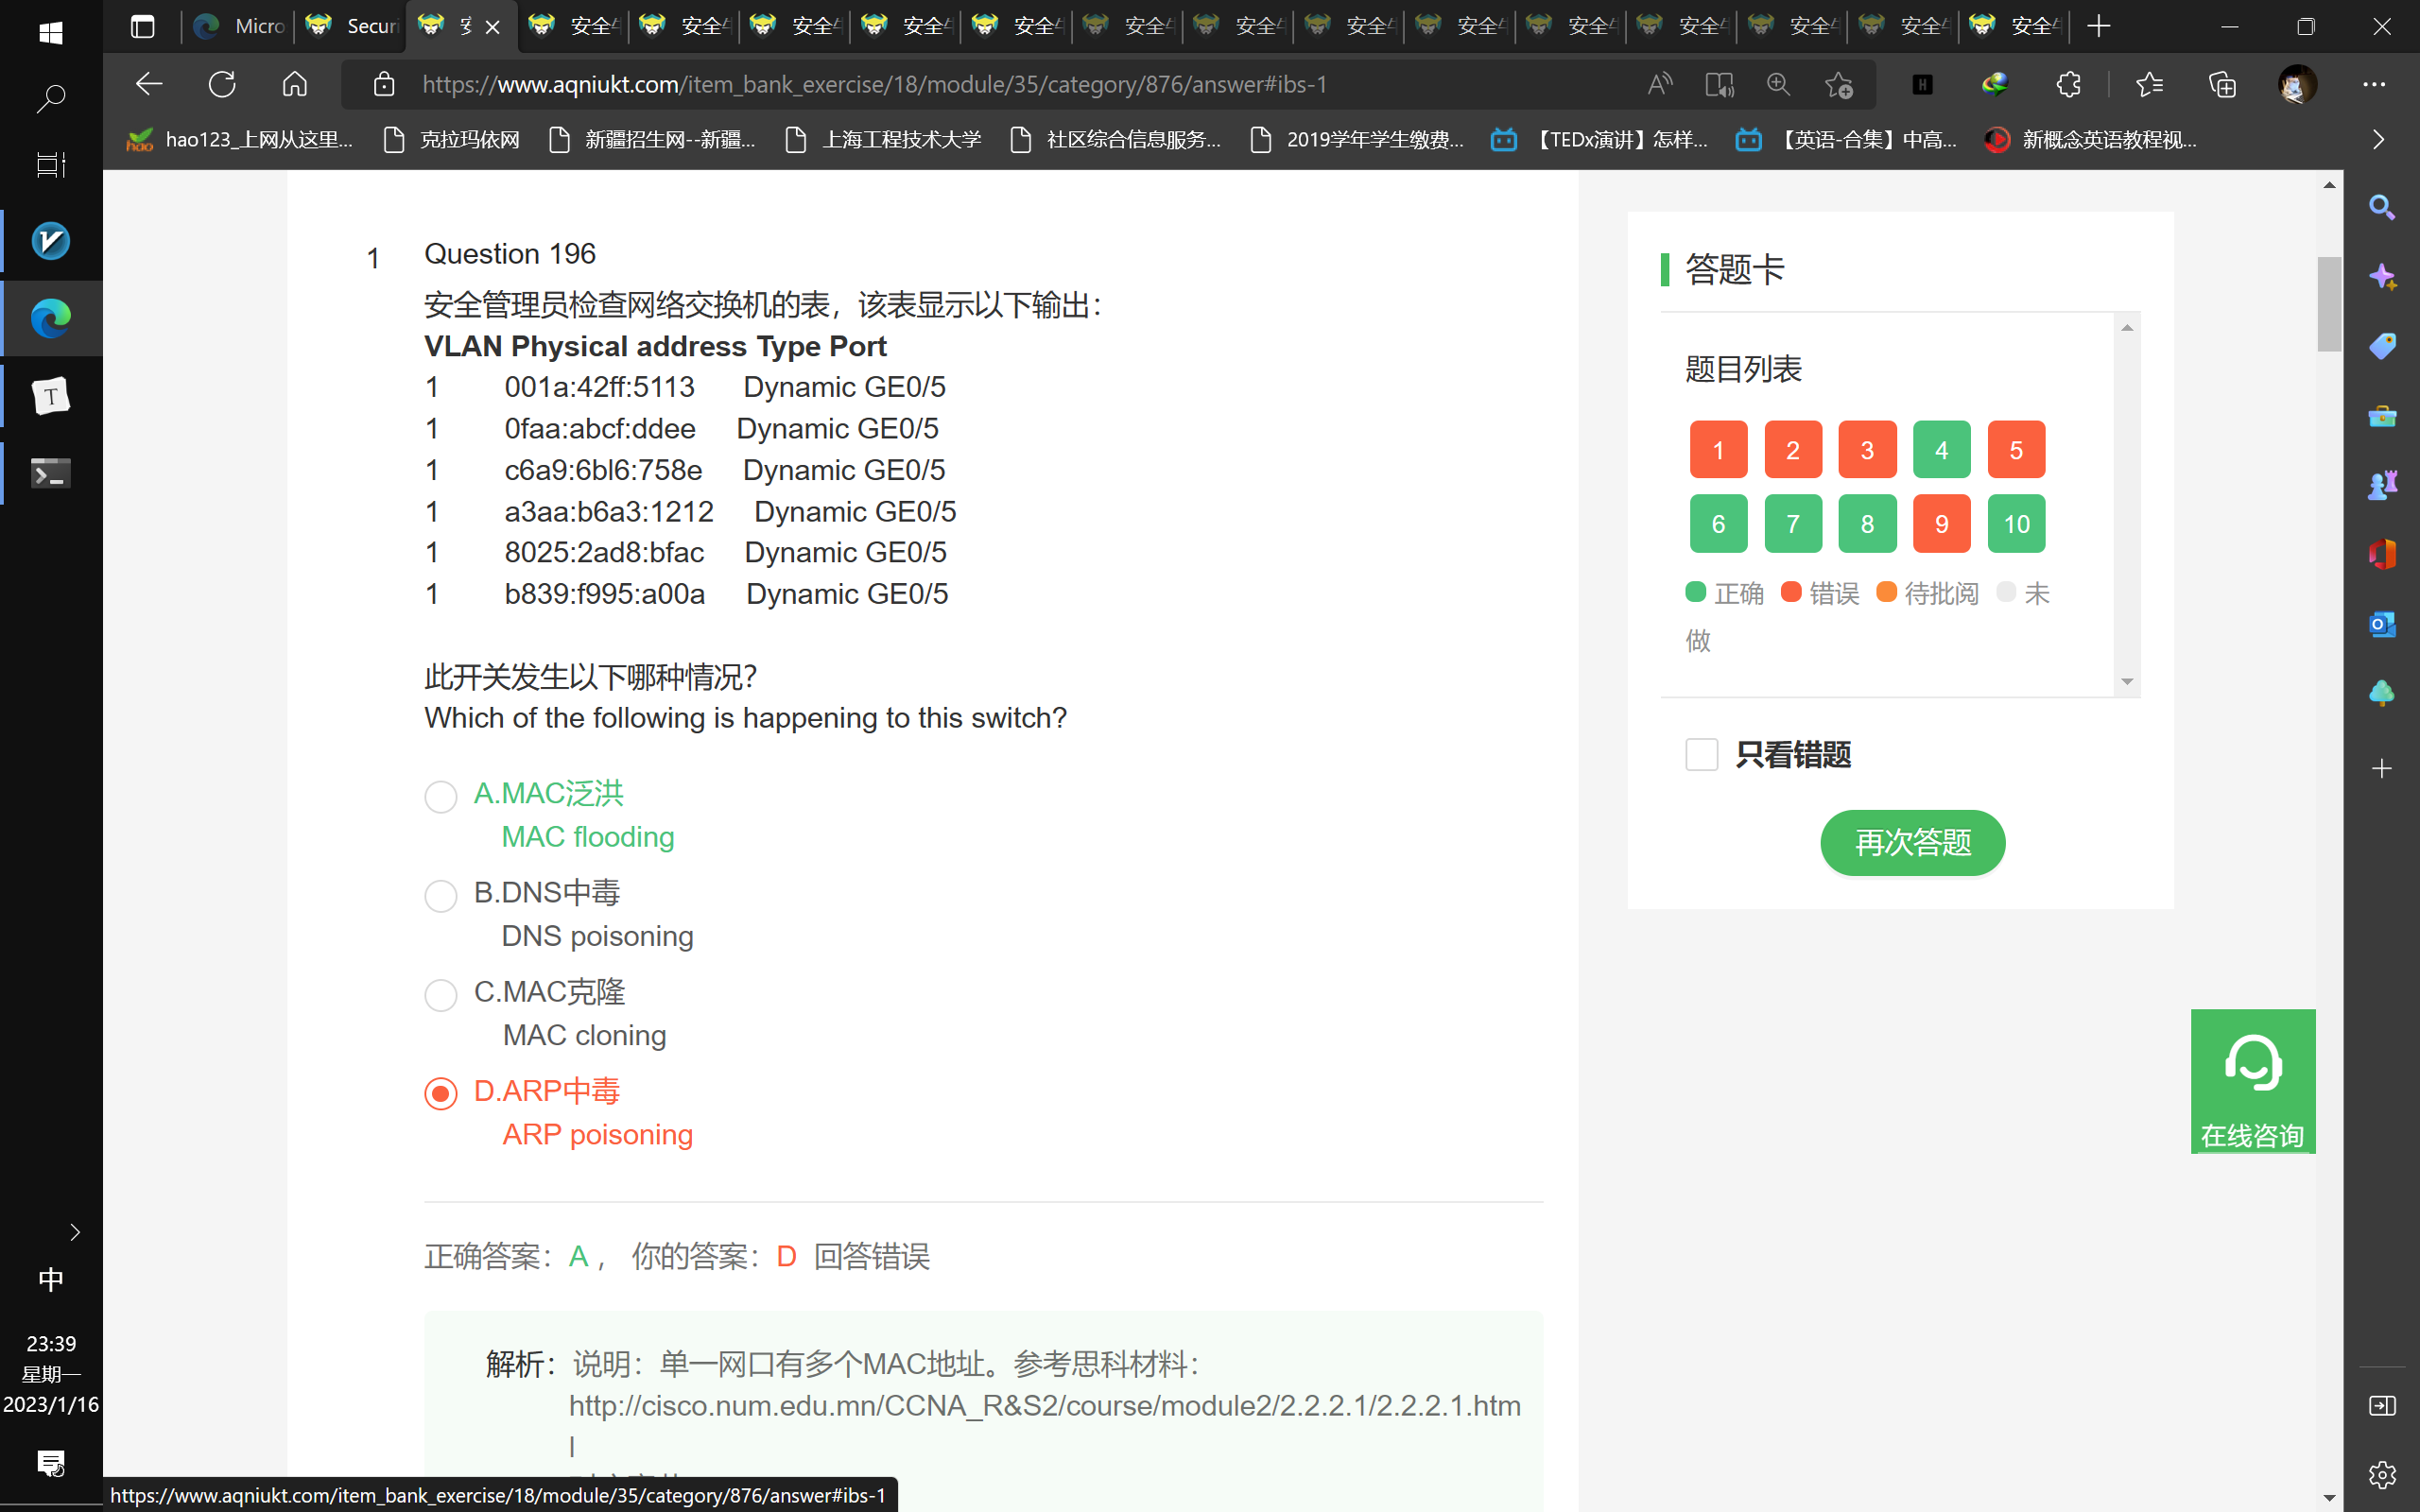 Micro
Securi
安
安全牛
安全牛
安全牛
安全牛
安全牛
安全牛
安全牛
安全牛
安全牛
安全牛
安全牛
安全牛
安全牛
安全牛
https://www.aqniukt.com/item_bank_exercise/18/module/35/category/876/answer#ibs-1
hao123_上网从这里...
克拉玛依网
新疆招生网--新疆...
上海工程技术大学
社区综合信息服务...
2019学年学生缴费...
【TEDx演讲】怎样...
【英语-合集】中高...
新概念英语教程视...
1
Question 196
安全管理员检查网络交换机的表，该表显示以下输出：
VLAN Physical address Type Port
1 001a:42ff:5113 Dynamic GE0/5
1 0faa:abcf:ddee Dynamic GE0/5
1 c6a9:6bl6:758e Dynamic GE0/5
1 a3aa:b6a3:1212 Dynamic GE0/5
1 8025:2ad8:bfac Dynamic GE0/5
1 b839:f995:a00a Dynamic GE0/5
此开关发生以下哪种情况？
Which of the following is happening to this switch?
A.MAC泛洪
MAC flooding
B.DNS中毒
DNS poisoning
C.MAC克隆
MAC cloning
D.ARP中毒
ARP poisoning
正确答案：A， 你的答案：D 回答错误
解析：说明：单一网口有多个MAC地址。参考思科材料：
http://cisco.num.edu.mn/CCNA_R&S2/course/module2/2.2.2.1/2.2.2.1.htm
l
https://www.aqniukt.com/item_bank_exercise/18/module/35/category/876/answer#ibs-1
答题卡
题目列表
1 2 3 4 5
6 7 8 9 10
正确 错误 待批阅 未
做
只看错题
再次答题
在线咨询
中
23:39
星期一
2023/1/16